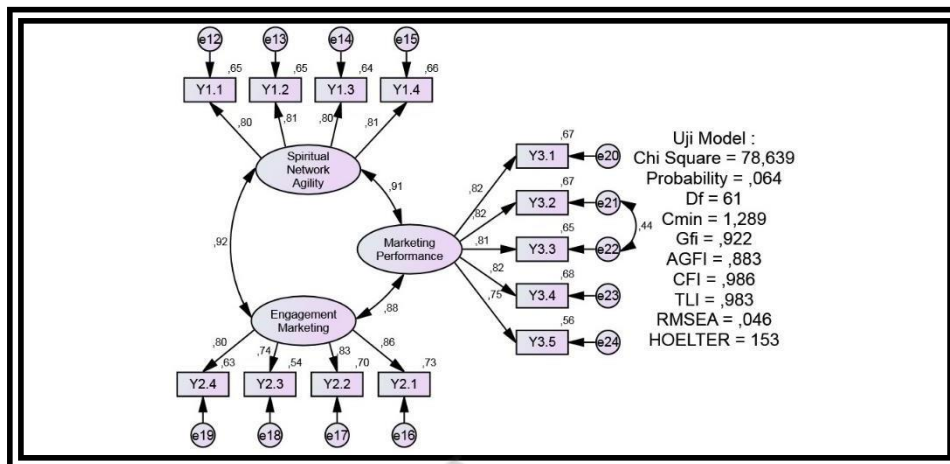 e12 e13 e14 e15
,65 ,65 ,64 ,66
Y1.1 Y1.2 Y1.3 Y1.4
,80 ,81 ,80 ,81
Spiritual
Network
Agility
,91
,92
,88
Marketing
Performance
,82 ,82 ,81 ,82 ,75
,67
Y3.1 e20
,67
Y3.2 e21
,44
,65
Y3.3 e22
,68
Y3.4 e23
,56
Y3.5 e24
Engagement
Marketing
,80 ,74 ,83 ,86
,63 ,54 ,70 ,73
Y2.4 Y2.3 Y2.2 Y2.1
e19 e18 e17 e16
Uji Model :
Chi Square = 78,639
Probability = ,064
Df = 61
Cmin = 1,289
Gfi = ,922
AGFI = ,883
CFI = ,986
TLI = ,983
RMSEA = ,046
HOELTER = 153